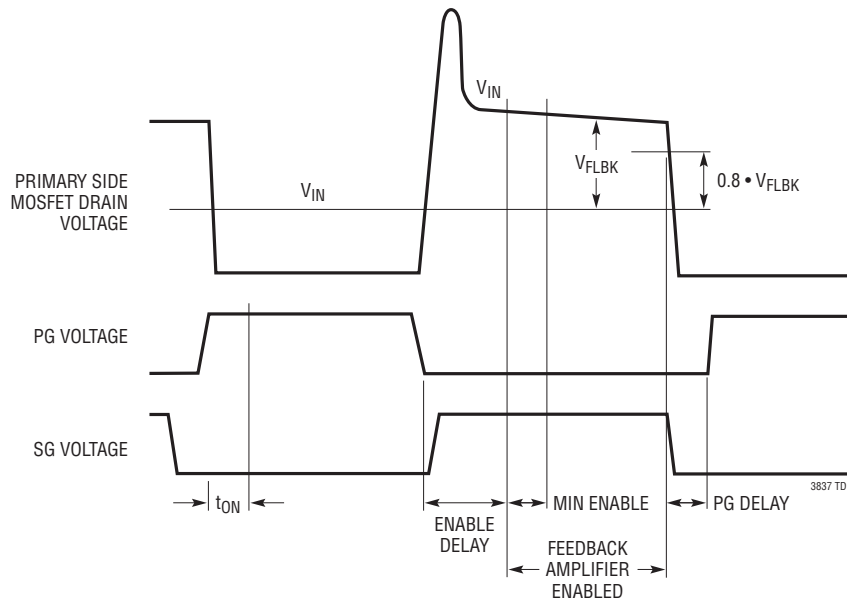 V_IN
V_FLBK
0.8 • V_FLBK
PRIMARY SIDE
MOSFET DRAIN
VOLTAGE
V_IN
PG VOLTAGE
SG VOLTAGE
3837 TD
t_ON
ENABLE
DELAY
MIN ENABLE
PG DELAY
FEEDBACK
AMPLIFIER
ENABLED